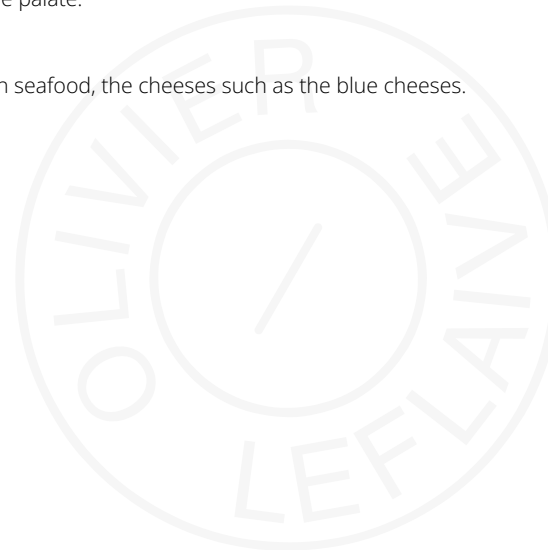 e palate.
n seafood, the cheeses such as the blue cheeses.
OLIVIER LEFLAIVE